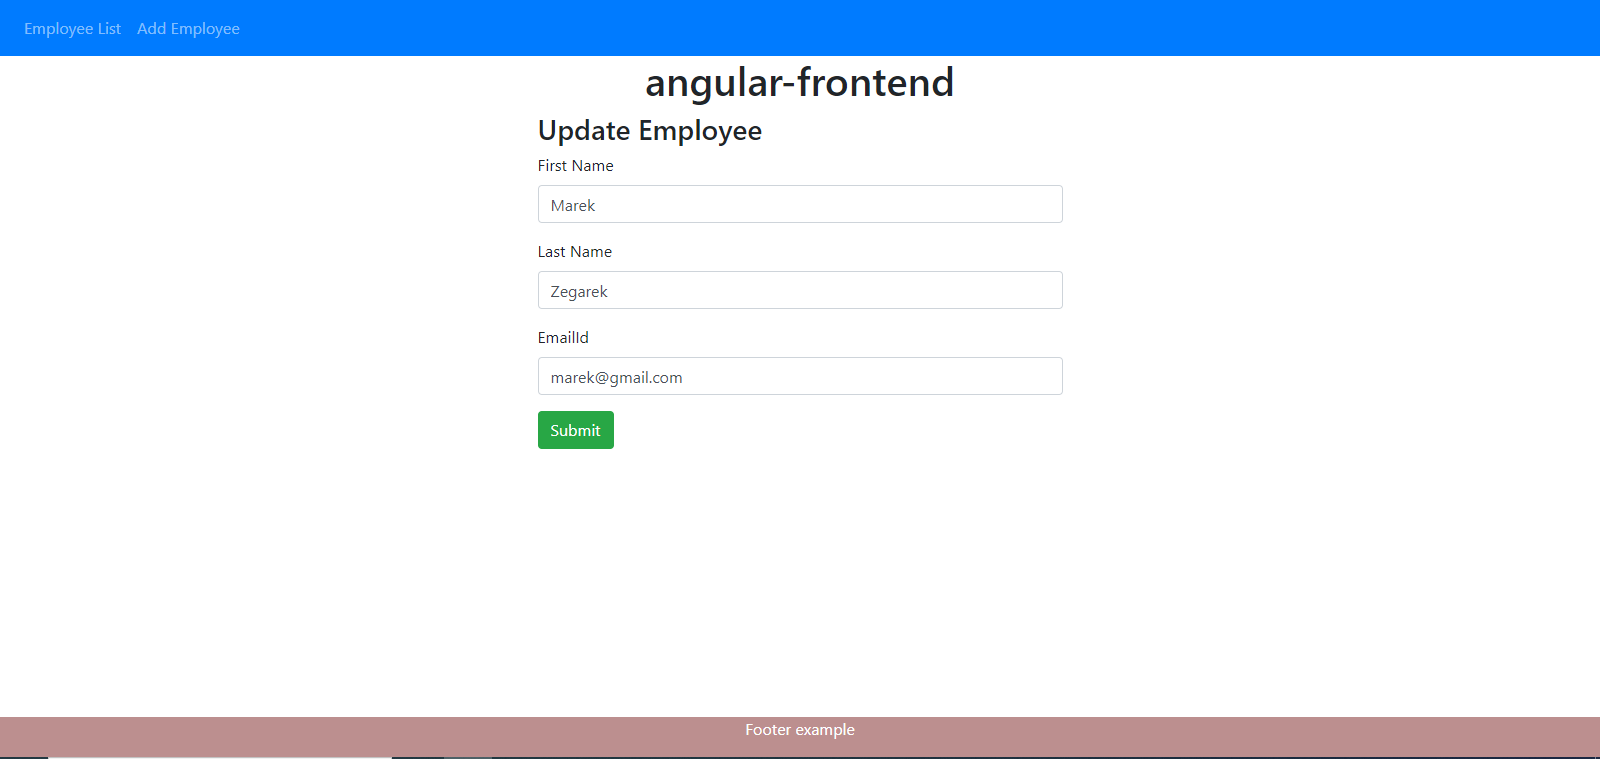 Employee List Add Employee
angular-frontend
Update Employee
First Name
Marek
Last Name
Zegarek
EmailId
marek@gmail.com
Submit
Footer example